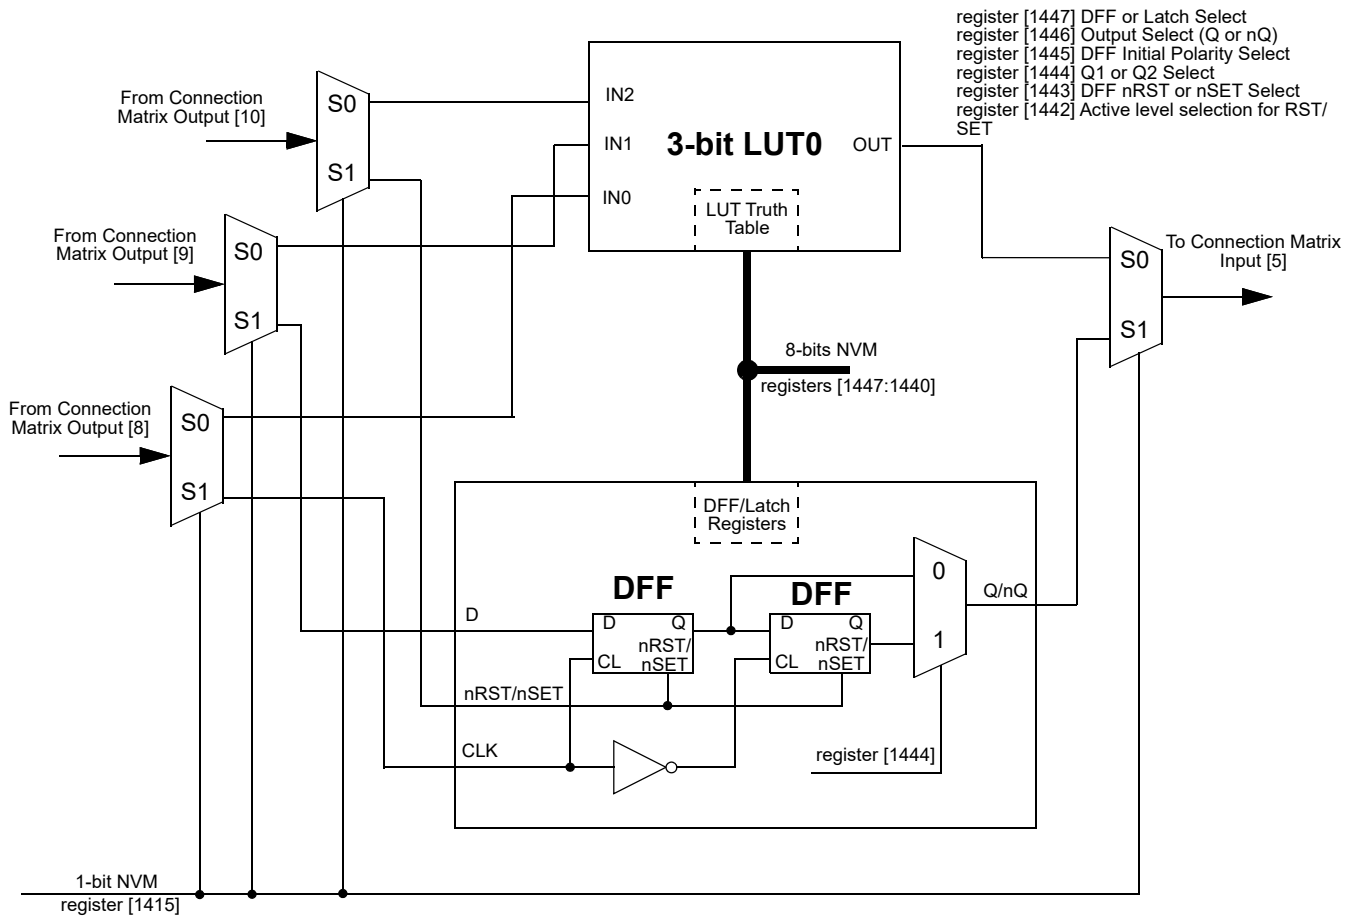 register [1447] DFF or Latch Select
register [1446] Output Select (Q or nQ)
register [1445] DFF Initial Polarity Select
register [1444] Q1 or Q2 Select
register [1443] DFF nRST or nSET Select
register [1442] Active level selection for RST/
SET
From Connection
Matrix Output [10]
S0
S1
IN2
IN1
IN0
3-bit LUT0
OUT
LUT Truth
Table
From Connection
Matrix Output [9]
S0
S1
To Connection Matrix
Input [5]
S0
S1
8-bits NVM
registers [1447:1440]
From Connection
Matrix Output [8]
S0
S1
DFF/Latch
Registers
DFF
D
Q
nRST/
nSET
CL
DFF
D
Q
nRST/
nSET
CL
0
1
Q/nQ
D
nRST/nSET
CLK
register [1444]
1-bit NVM
register [1415]